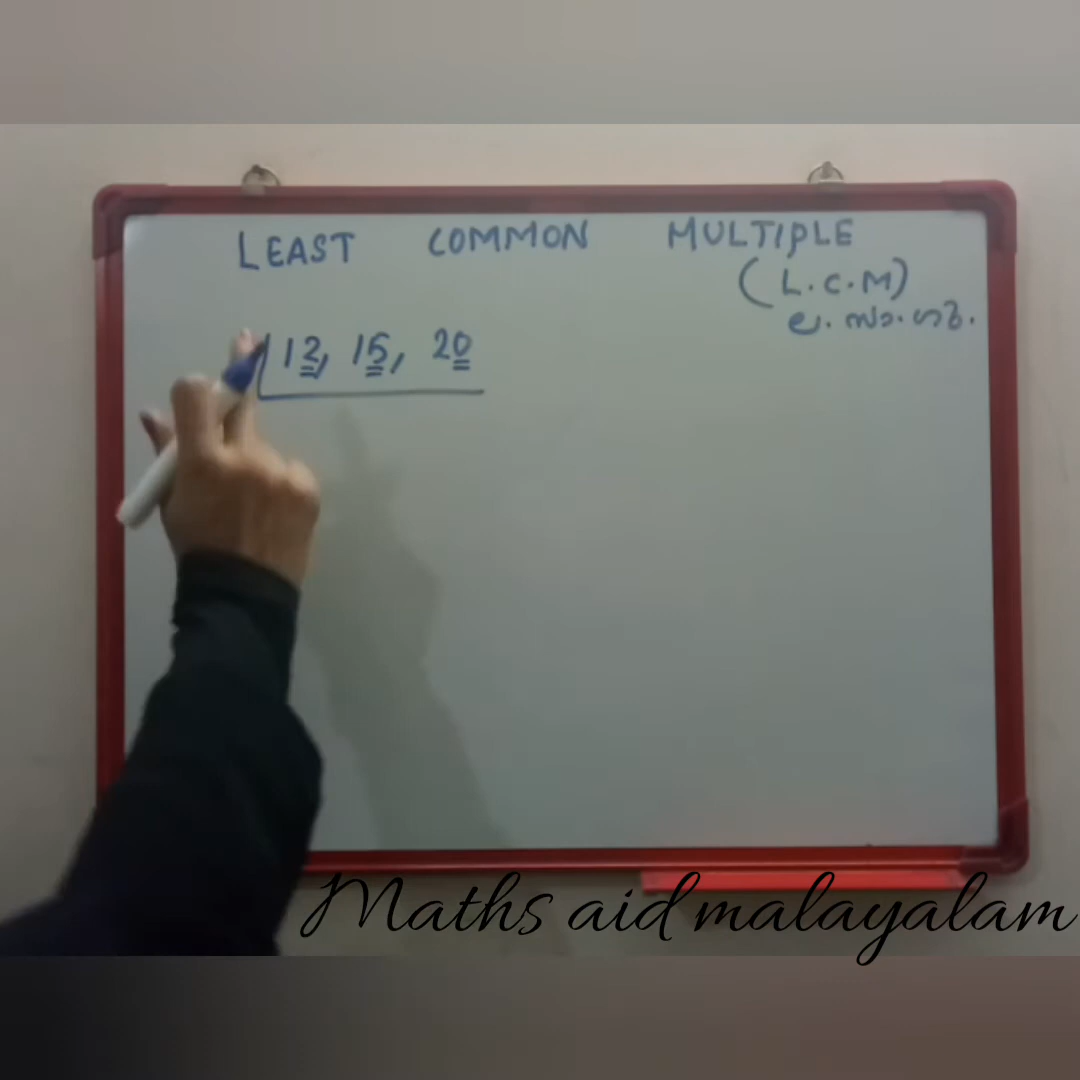 LEAST COMMON MULTIPLE
(L.C.M)
ല.സാ.ഗു.
12, 15, 20
Maths aid malayalam